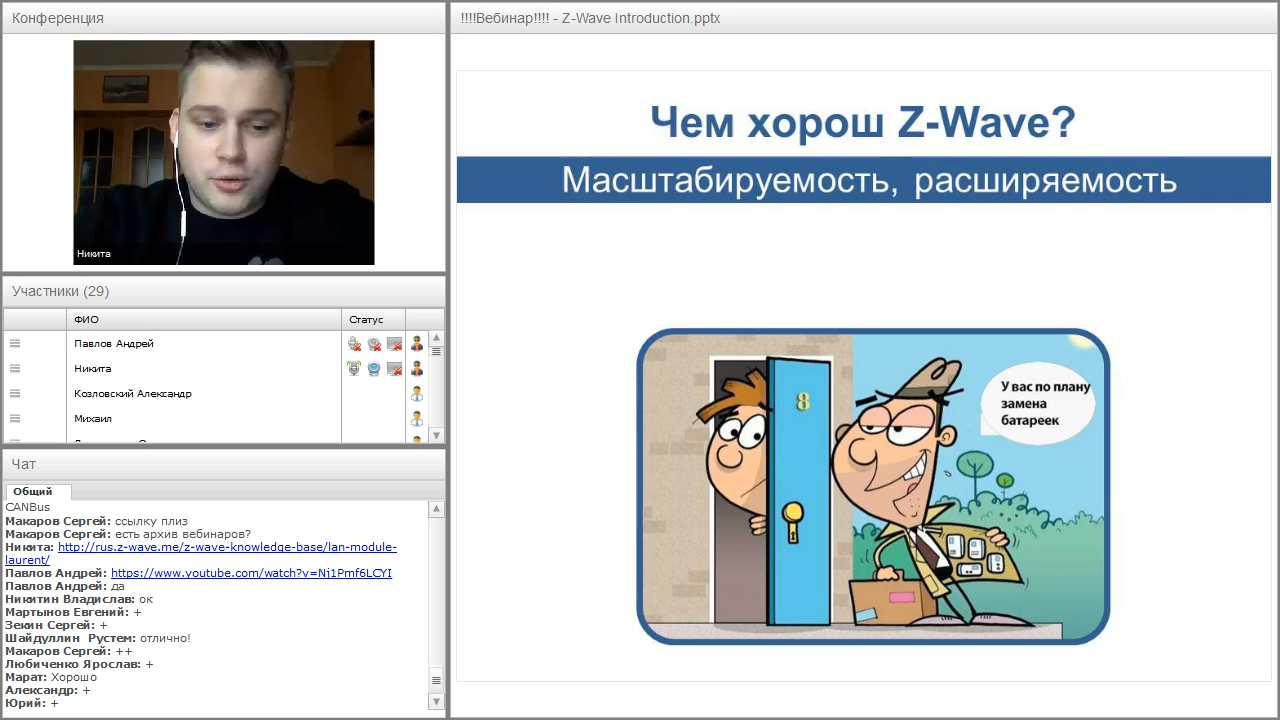 Конференция
Никита
Участники (29)
ФИО
Статус
Павлов Андрей
Никита
Козловский Александр
Михаил
Чат
Общий
CANBus
Макаров Сергей: ссылку плиз
Макаров Сергей: есть архив вебинаров?
Никита: http://rus.z-wave.me/z-wave-knowledge-base/lan-module-
laurent/
Павлов Андрей: https://www.youtube.com/watch?v=Nj1Pmf6LCYI
Павлов Андрей: да
Никитин Владислав: ок
Мартынов Евгений: +
Зекин Сергей: +
Шайдуллин Рустем: отлично!
Макаров Сергей: ++
Любиченко Ярослав: +
Марат: Хорошо
Александр: +
Юрий: +
!!!!Вебинар!!!! - Z-Wave Introduction.pptx
Чем хорош Z-Wave?
Масштабируемость, расширяемость
8
У вас по плану
замена
батареек